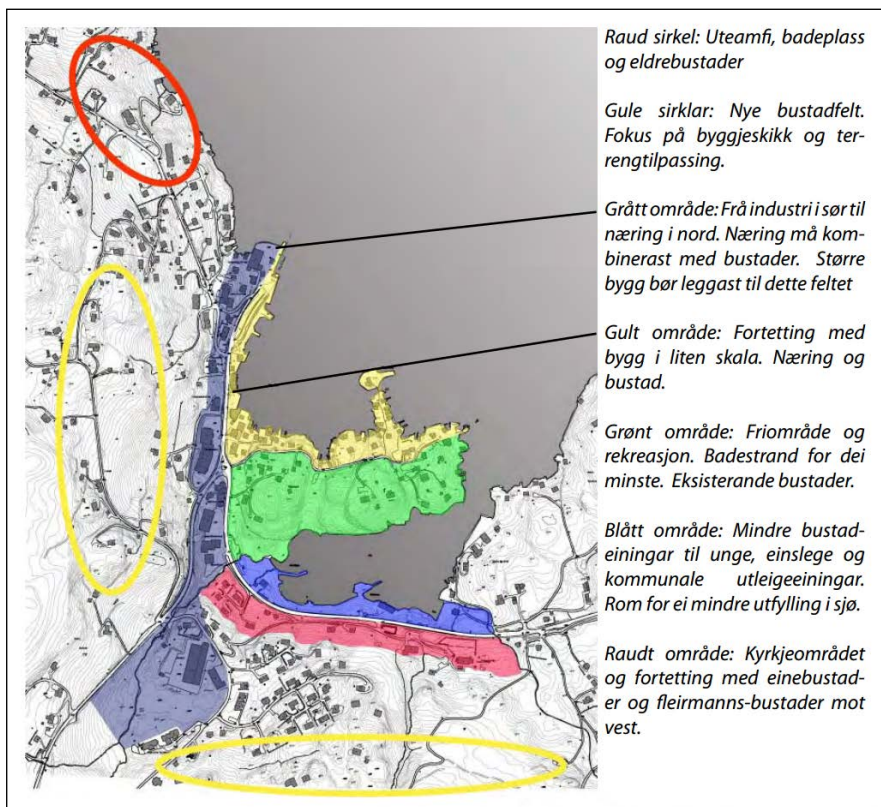 Raud sirkel: Uteamfi, badeplass
og eldrebustader
Gule sirklar: Nye bustadfelt.
Fokus på byggjeskikk og ter-
rengtilpassing.
Grått område: Frå industri i sør til
næring i nord. Næring må kom-
binerast med bustader. Større
bygg bør leggast til dette feltet
Gult område: Fortetting med
bygg i liten skala. Næring og
bustad.
Grønt område: Friområde og
rekreasjon. Badestrand for dei
minste. Eksisterande bustader.
Blått område: Mindre bustad-
einingar til unge, einslege og
kommunale utleigeeiningar.
Rom for ei mindre utfylling i sjø.
Raudt område: Kyrkjeområdet
og fortetting med einebustad-
er og fleirmanns-bustader mot
vest.